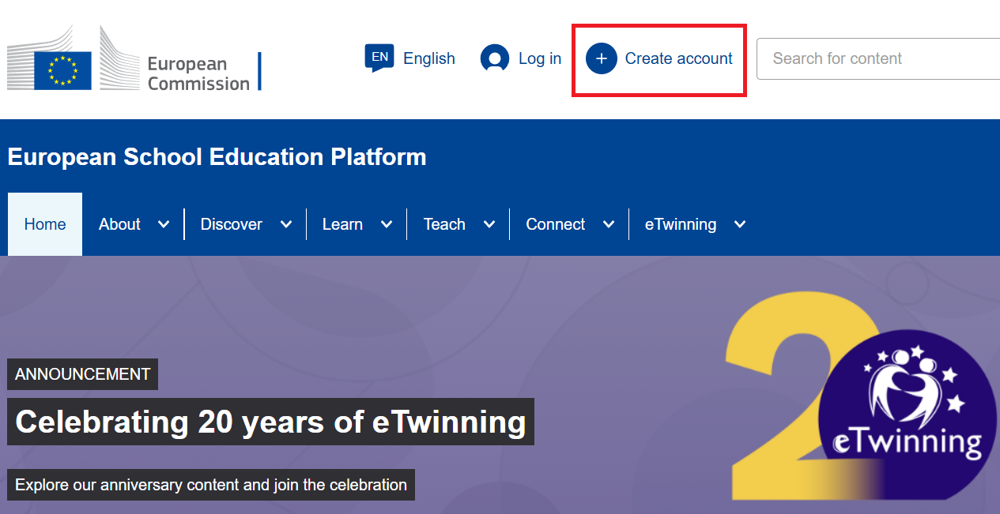 European
Commission
EN English
Log in
+ Create account
Search for content
European School Education Platform
Home About Discover Learn Teach Connect eTwinning
ANNOUNCEMENT
Celebrating 20 years of eTwinning
Explore our anniversary content and join the celebration
2
eTwinning